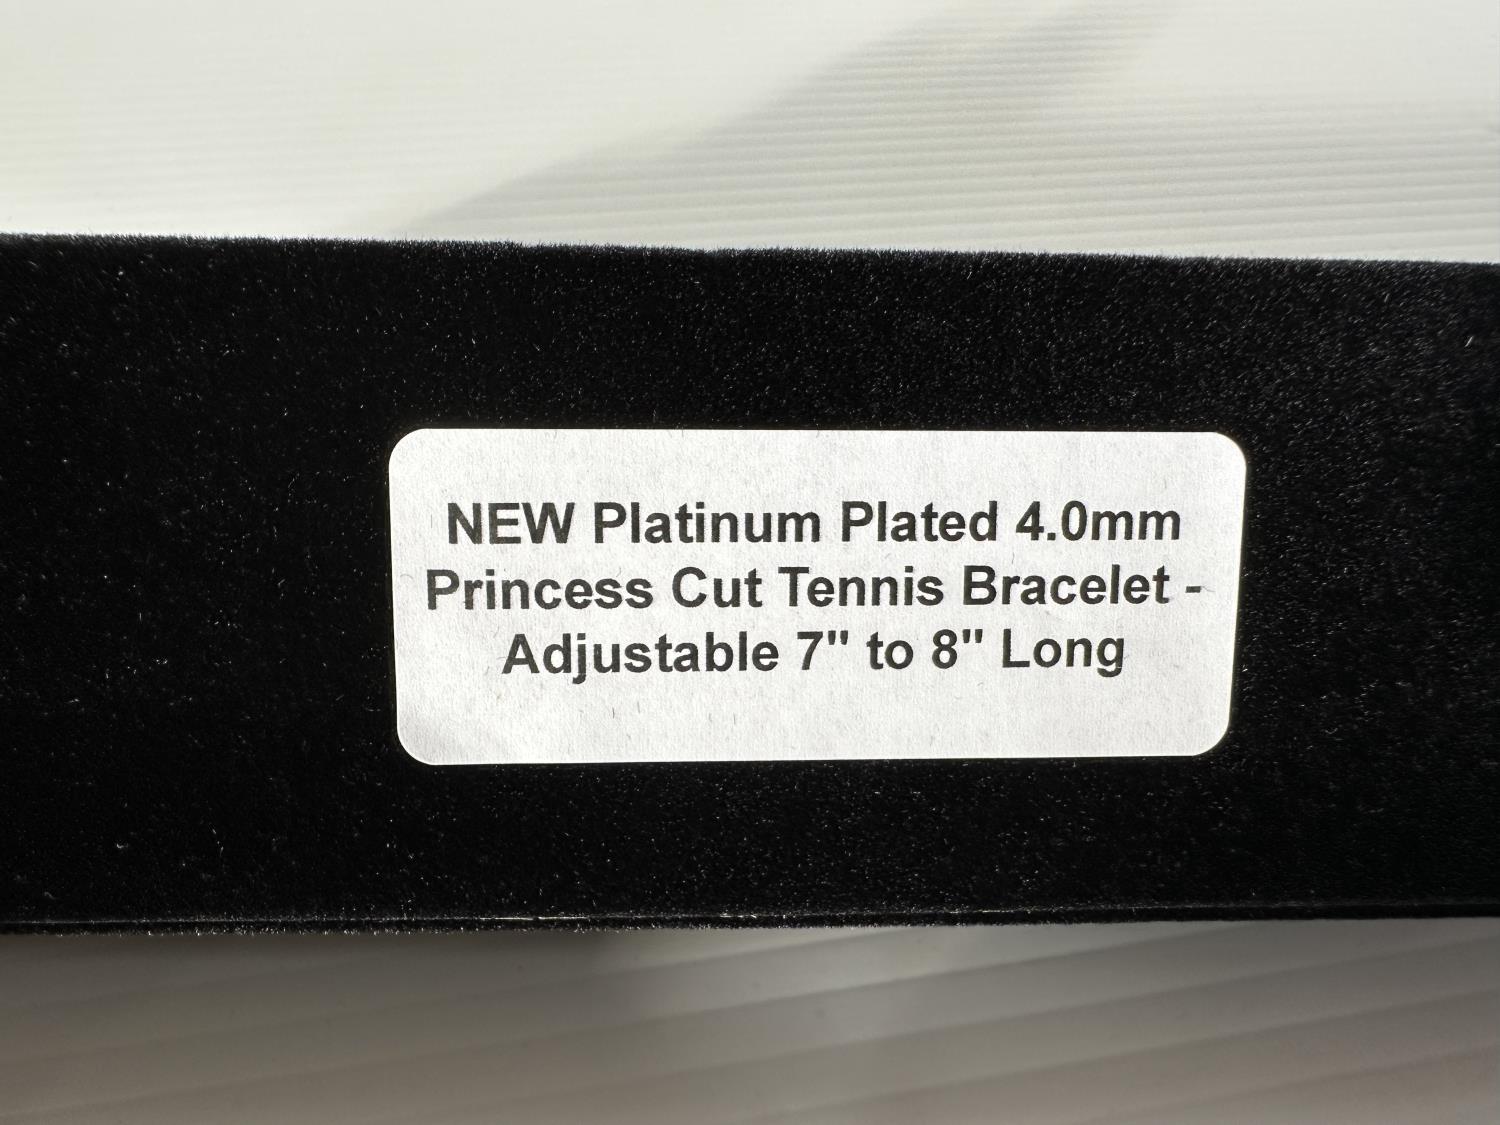 NEW Platinum Plated 4.0mm
Princess Cut Tennis Bracelet -
Adjustable 7" to 8" Long